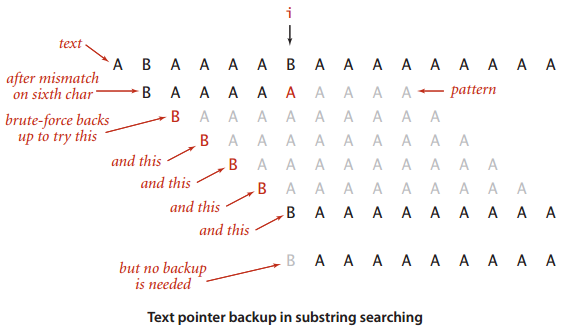 i
text
A B A A A A B A A A A A A A A A
after mismatch
on sixth char
B A A A A A A A A A
pattern
brute-force backs
up to try this
B A A A A A A A A A
and this
B A A A A A A A A A
and this
B A A A A A A A A A
and this
B A A A A A A A A A
and this
B A A A A A A A A A
but no backup
is needed
B A A A A A A A A A
Text pointer backup in substring searching